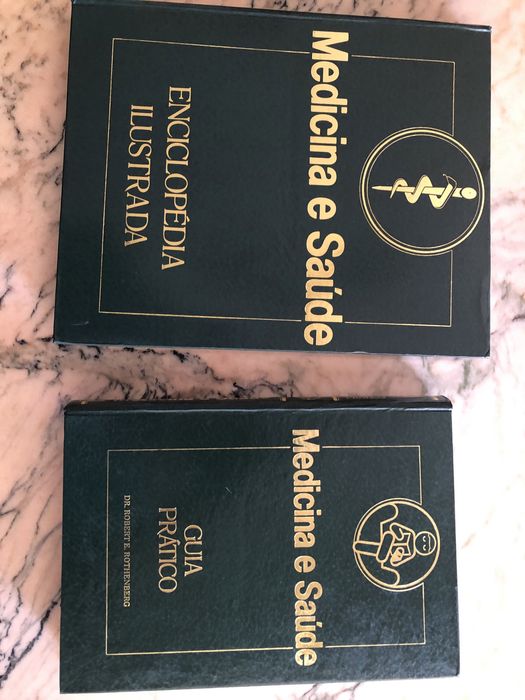 Medicina e Saúde
ENCICLOPÉDIA
ILUSTRADA
Medicina e Saúde
GUIA
PRÁTICO
DR. ROBERT E. ROTHENBERG